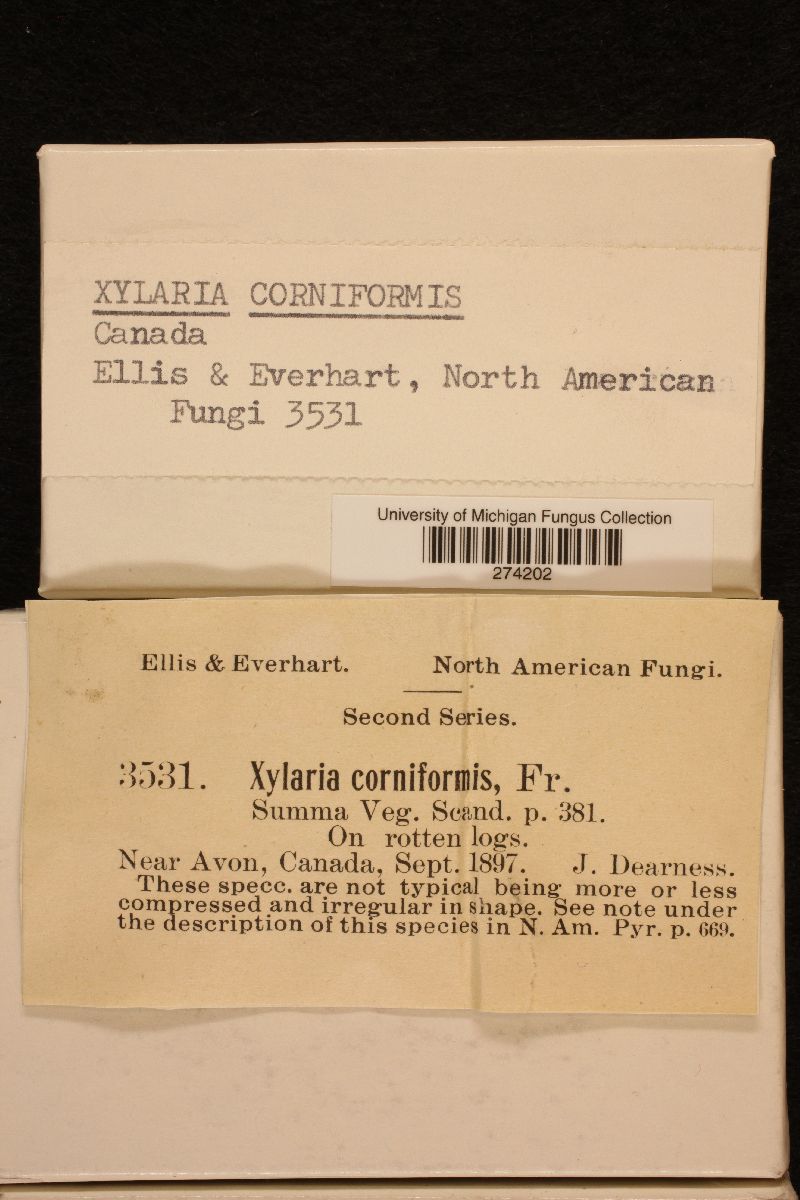 XYLARIA CORNIFORMIS
Canada
Ellis & Everhart, North American
Fungi 3531
University of Michigan Fungus Collection
274202
Ellis & Everhart. North American Fungi.
Second Series.
3531. Xylaria corniformis, Fr.
Summa Veg. Scand. p. 381.
On rotten logs.
Near Avon, Canada, Sept. 1897. J. Dearness.
These specc. are not typical being more or less
compressed and irregular in shape. See note under
the description of this species in N. Am. Pyr. p. 669.